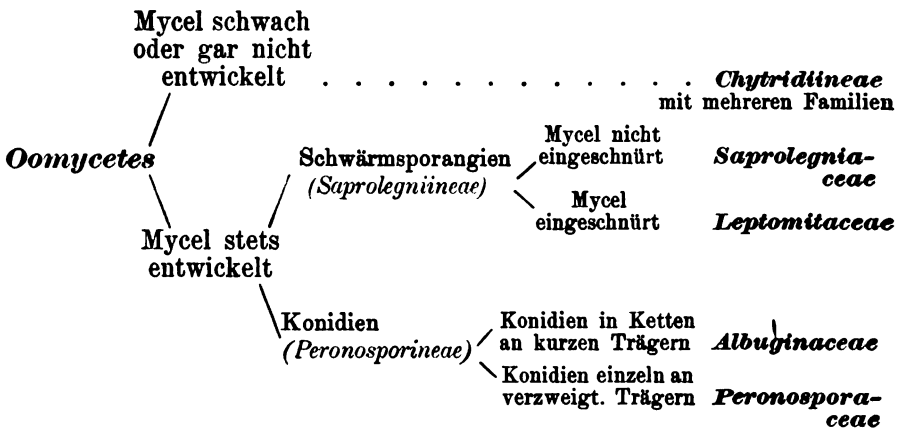 Mycel schwach
oder gar nicht
entwickelt . . . . . . . . . . . . . . Chytridiineae
mit mehreren Familien
Oomycetes
Schwärmsporangien
(Saprolegniineae)
Mycel nicht
eingeschnürt
Saprolegnia-
ceae
Mycel
eingeschnürt
Leptomitaceae
Mycel stets
entwickelt
Konidien
(Peronosporineae)
Konidien in Ketten
an kurzen Trägern
Albuginaceae
Konidien einzeln an
verzweigt. Trägern
Peronospora-
ceae